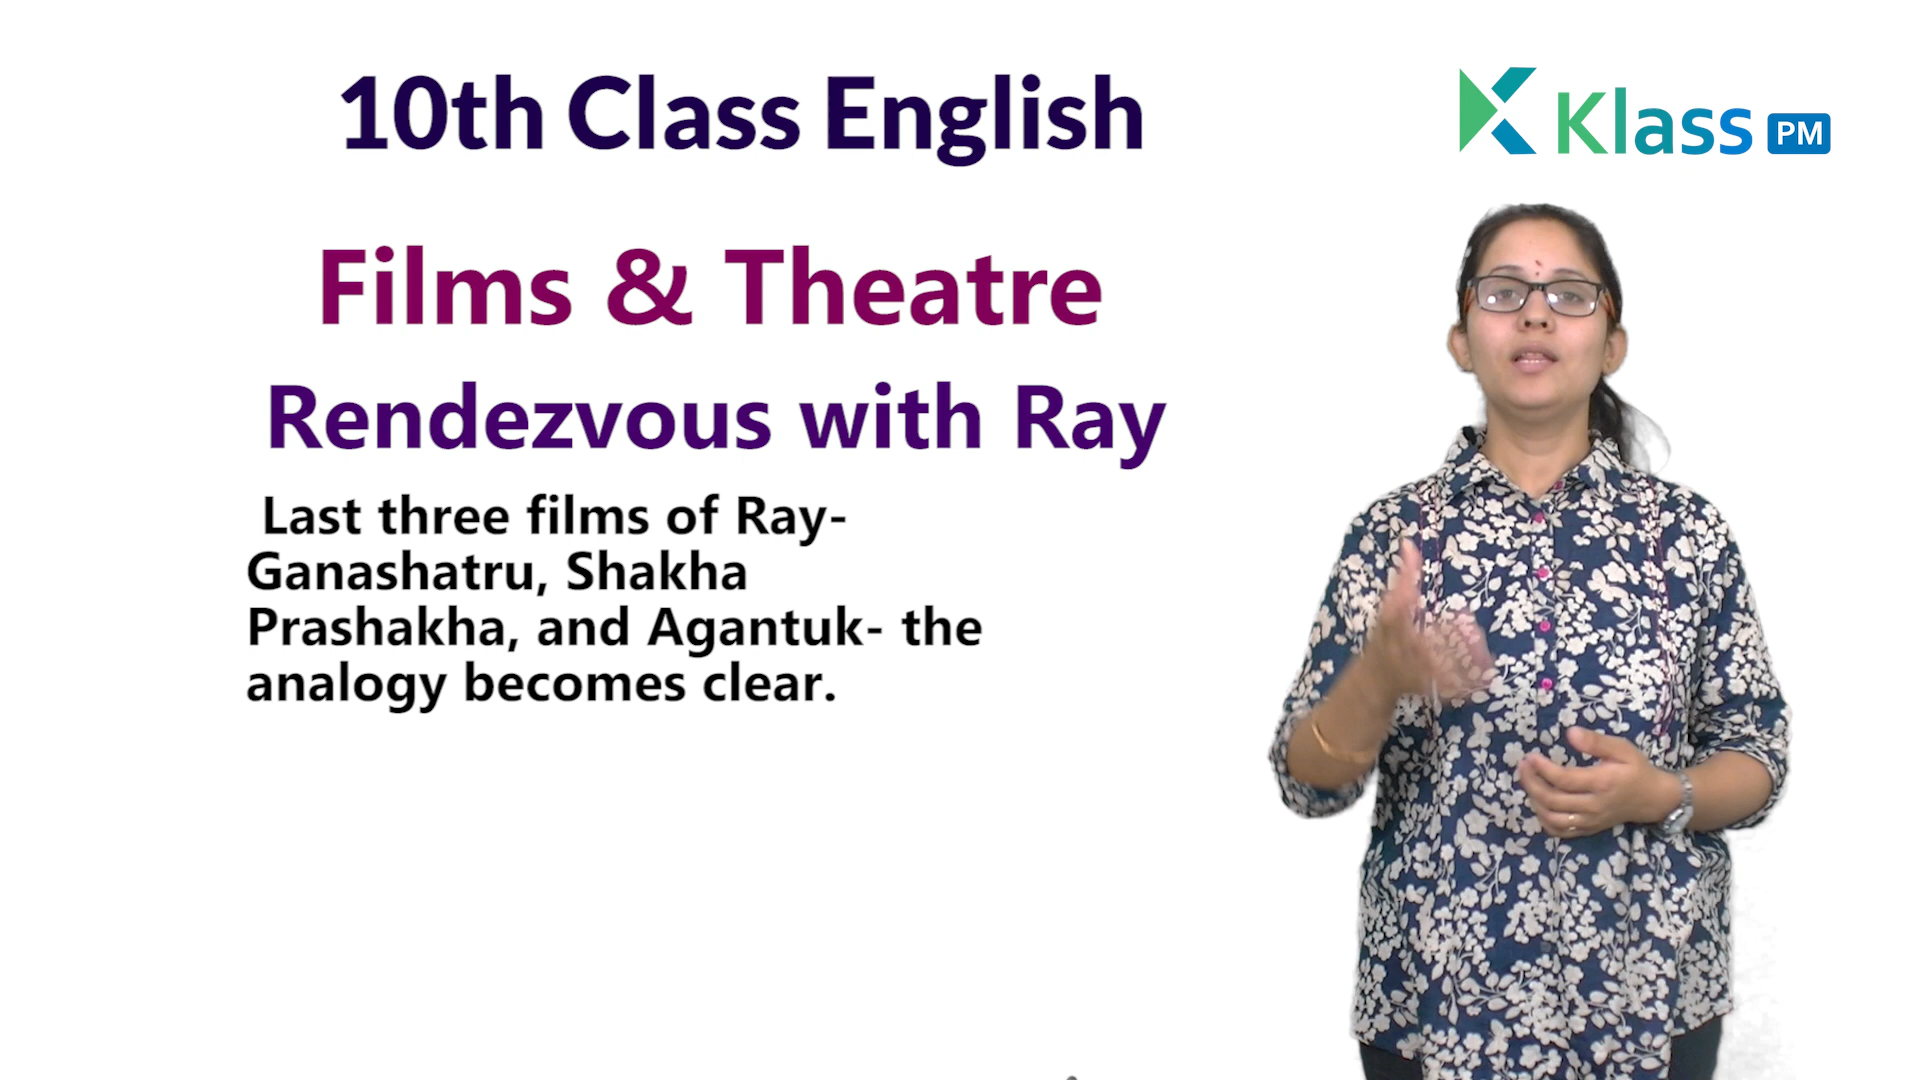 10th Class English
Klass PM
Films & Theatre
Rendezvous with Ray
Last three films of Ray-
Ganashatru, Shakha
Prashakha, and Agantuk- the
analogy becomes clear.